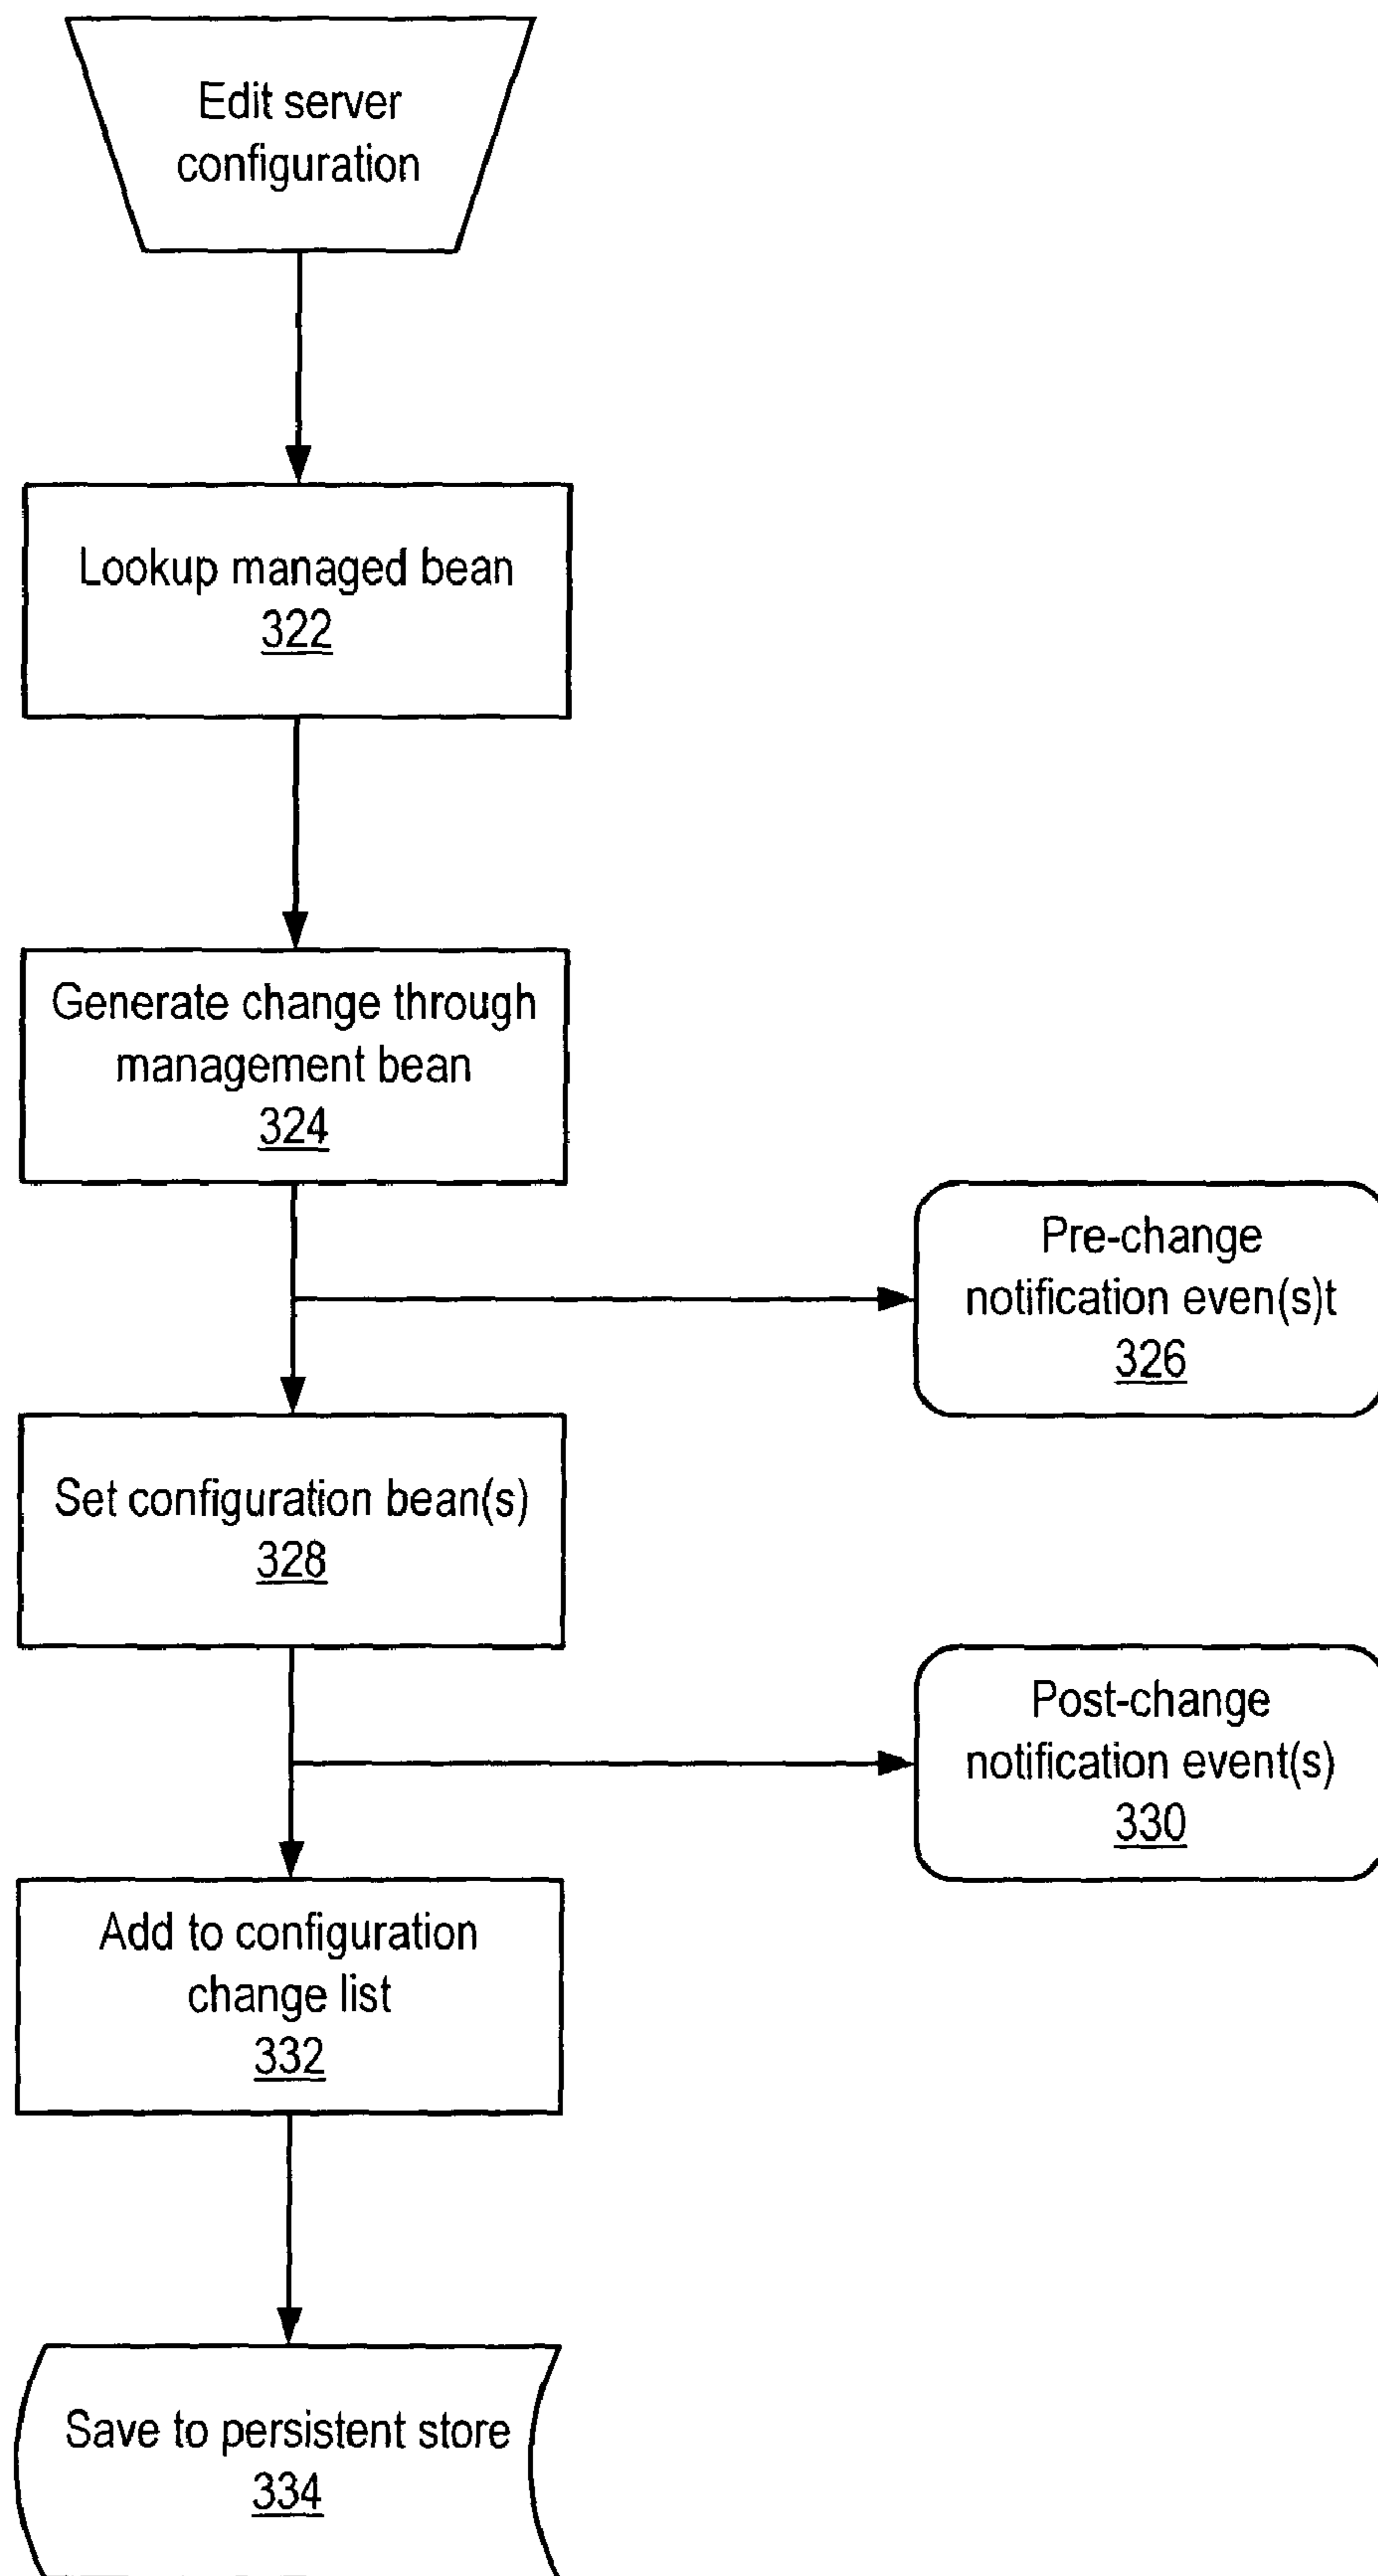 Edit server
configuration
Lookup managed bean
322
Generate change through
management bean
324
Pre-change
notification even(s)t
326
Set configuration bean(s)
328
Post-change
notification event(s)
330
Add to configuration
change list
332
Save to persistent store
334